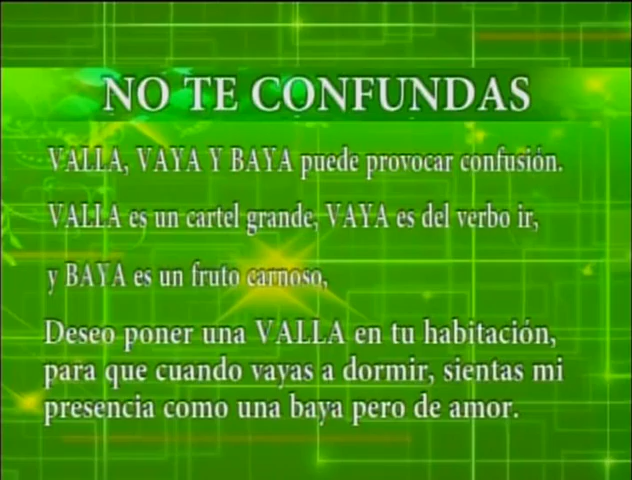 NO TE CONFUNDAS
VALLA, VAYA Y BAYA puede provocar confusión.
VALLA es un cartel grande, VAYA es del verbo ir,
y BAYA es un fruto carnoso,
Deseo poner una VALLA en tu habitación,
para que cuando vayas a dormir, sientas mi
presencia como una baya pero de amor.